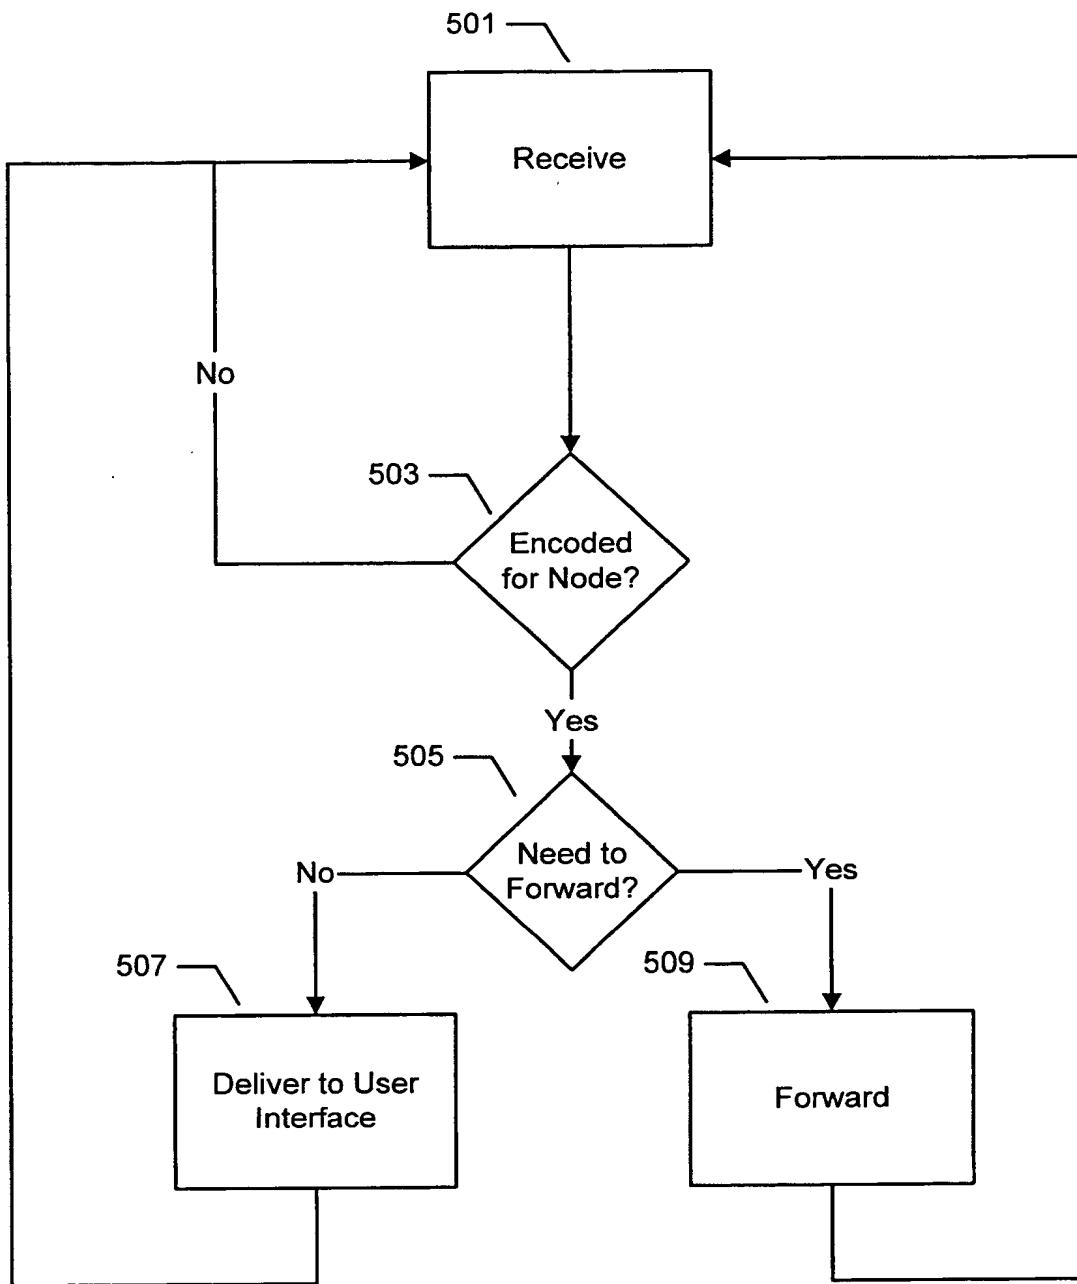 501
Receive
No
503
Encoded
for Node?
Yes
505
Need to
Forward?
No
Yes
507
509
Deliver to User
Interface
Forward